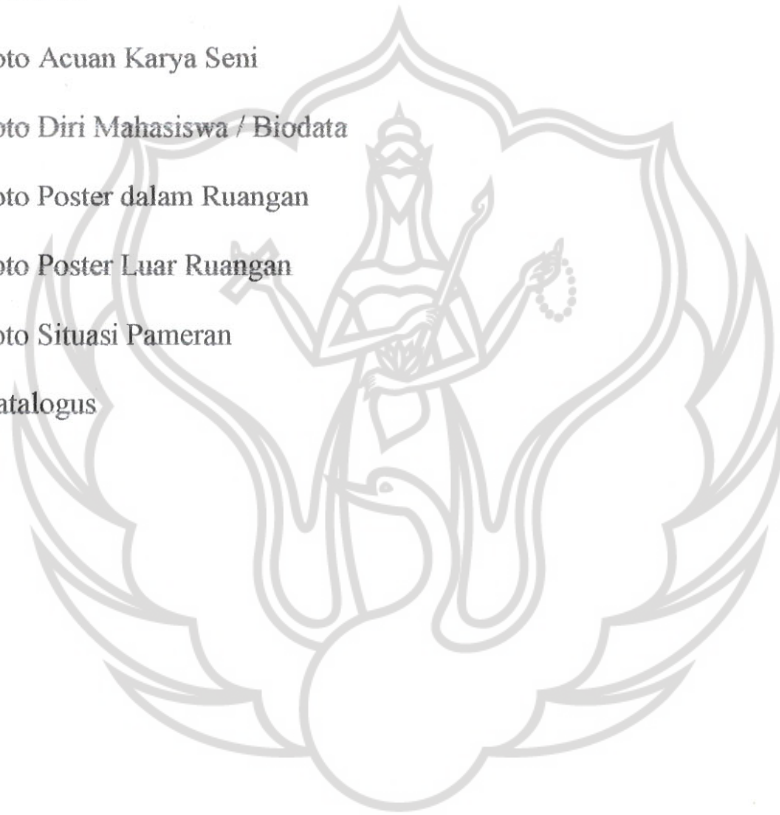 oto Acuan Karya Seni
oto Diri Mahasiswa / Biodata
oto Poster dalam Ruangan
oto Poster Luar Ruangan
oto Situasi Pameran
atalogus